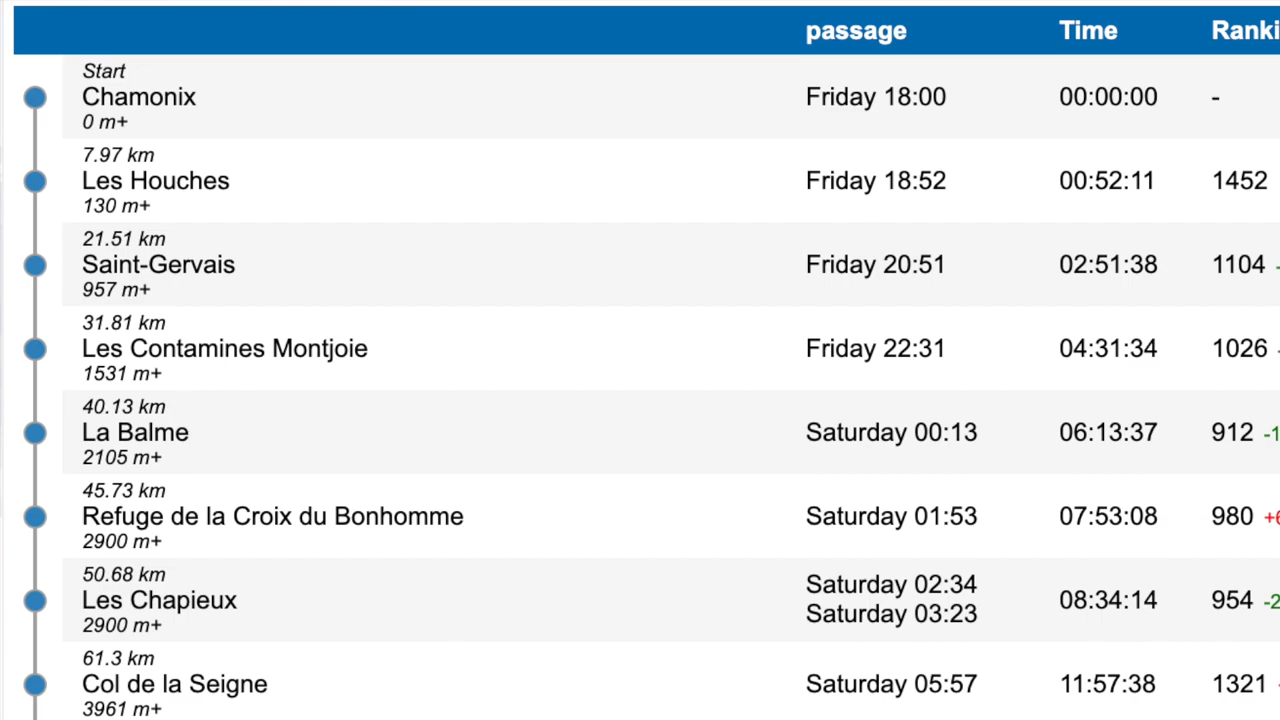 passage Time Ranki
Start
Chamonix Friday 18:00 00:00:00 -
0 m+
7.97 km
Les Houches Friday 18:52 00:52:11 1452
130 m+
21.51 km
Saint-Gervais Friday 20:51 02:51:38 1104 -
957 m+
31.81 km
Les Contamines Montjoie Friday 22:31 04:31:34 1026 -
1531 m+
40.13 km
La Balme Saturday 00:13 06:13:37 912 -1
2105 m+
45.73 km
Refuge de la Croix du Bonhomme Saturday 01:53 07:53:08 980 +6
2900 m+
50.68 km
Saturday 02:34
Les Chapieux 08:34:14 954 -2
Saturday 03:23
2900 m+
61.3 km
Col de la Seigne Saturday 05:57 11:57:38 1321
3961 m+